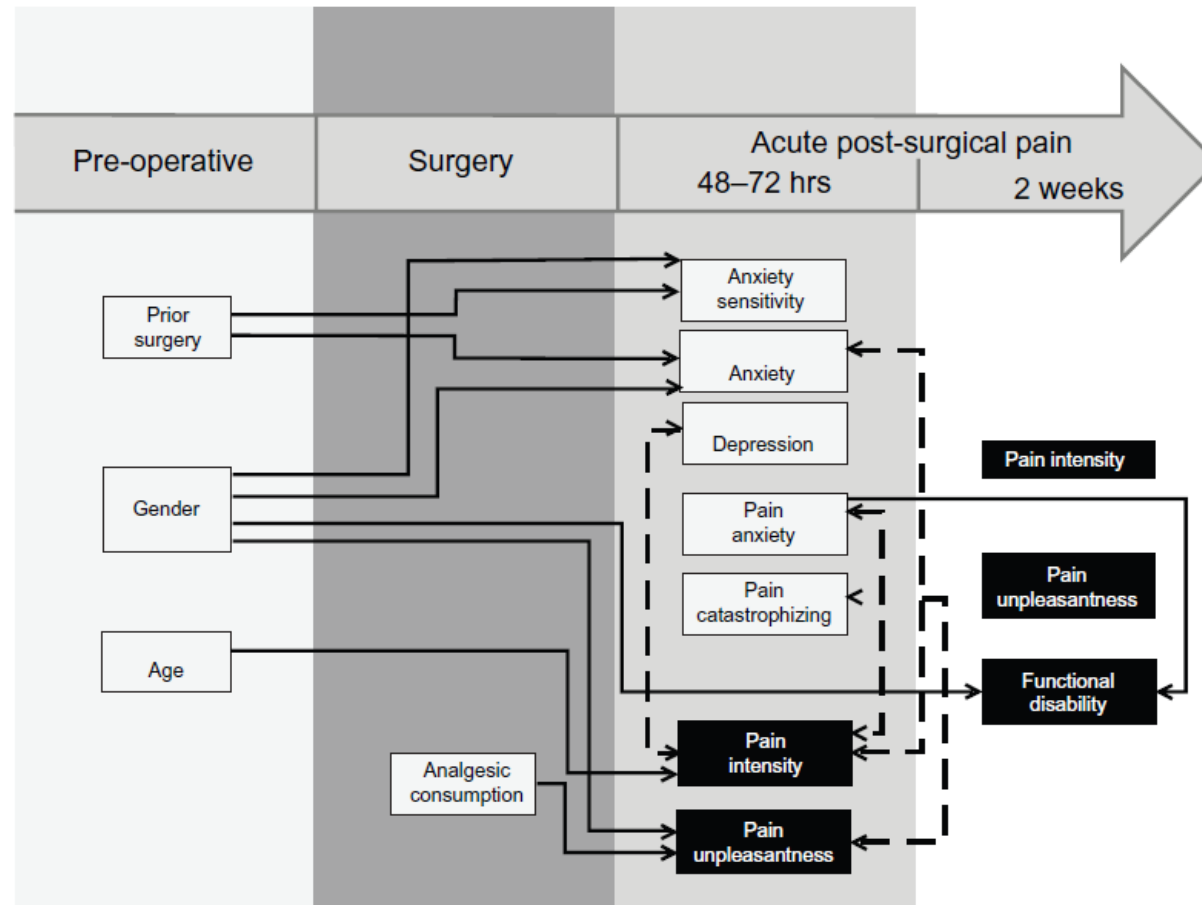 Pre-operative
Surgery
Acute post-surgical pain
48–72 hrs
2 weeks
Prior
surgery
Gender
Age
Analgesic
consumption
Anxiety
sensitivity
Anxiety
Depression
Pain
anxiety
Pain
catastrophizing
Pain
intensity
Pain
unpleasantness
Pain intensity
Pain
unpleasantness
Functional
disability